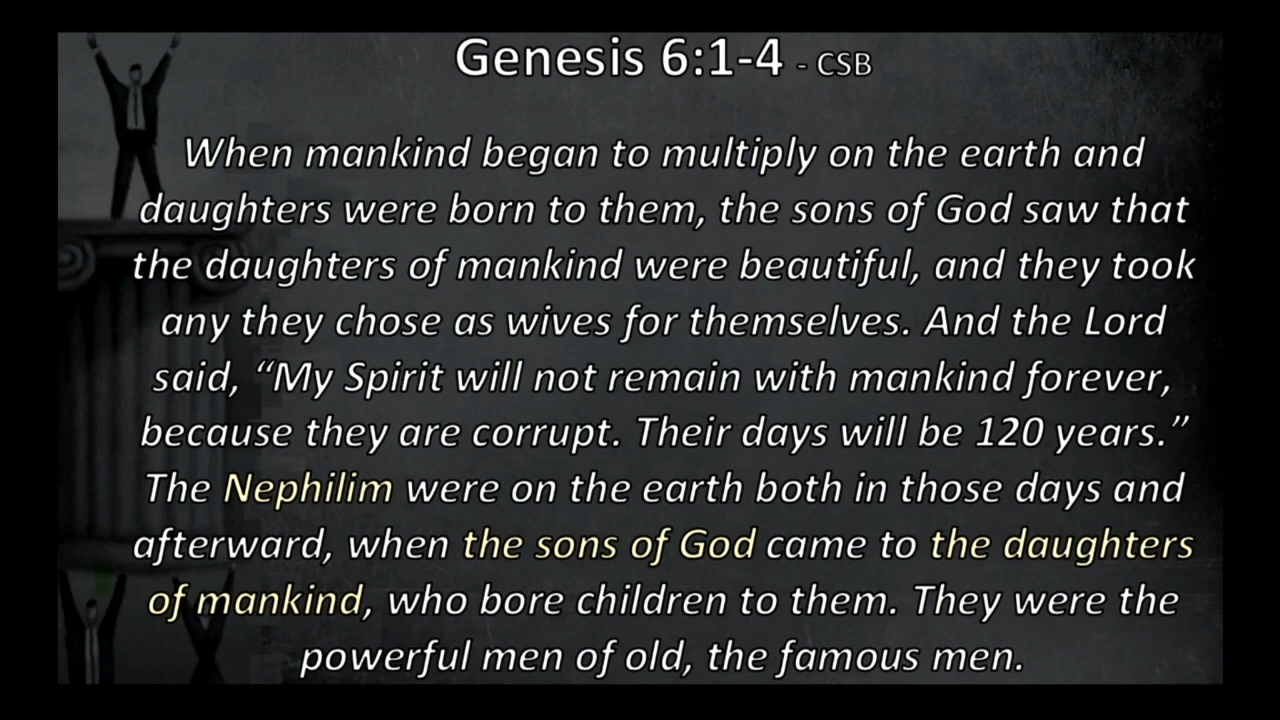 Genesis 6:1-4 - CSB
When mankind began to multiply on the earth and
daughters were born to them, the sons of God saw that
the daughters of mankind were beautiful, and they took
any they chose as wives for themselves. And the Lord
said, “My Spirit will not remain with mankind forever,
because they are corrupt. Their days will be 120 years.”
The Nephilim were on the earth both in those days and
afterward, when the sons of God came to the daughters
of mankind, who bore children to them. They were the
powerful men of old, the famous men.